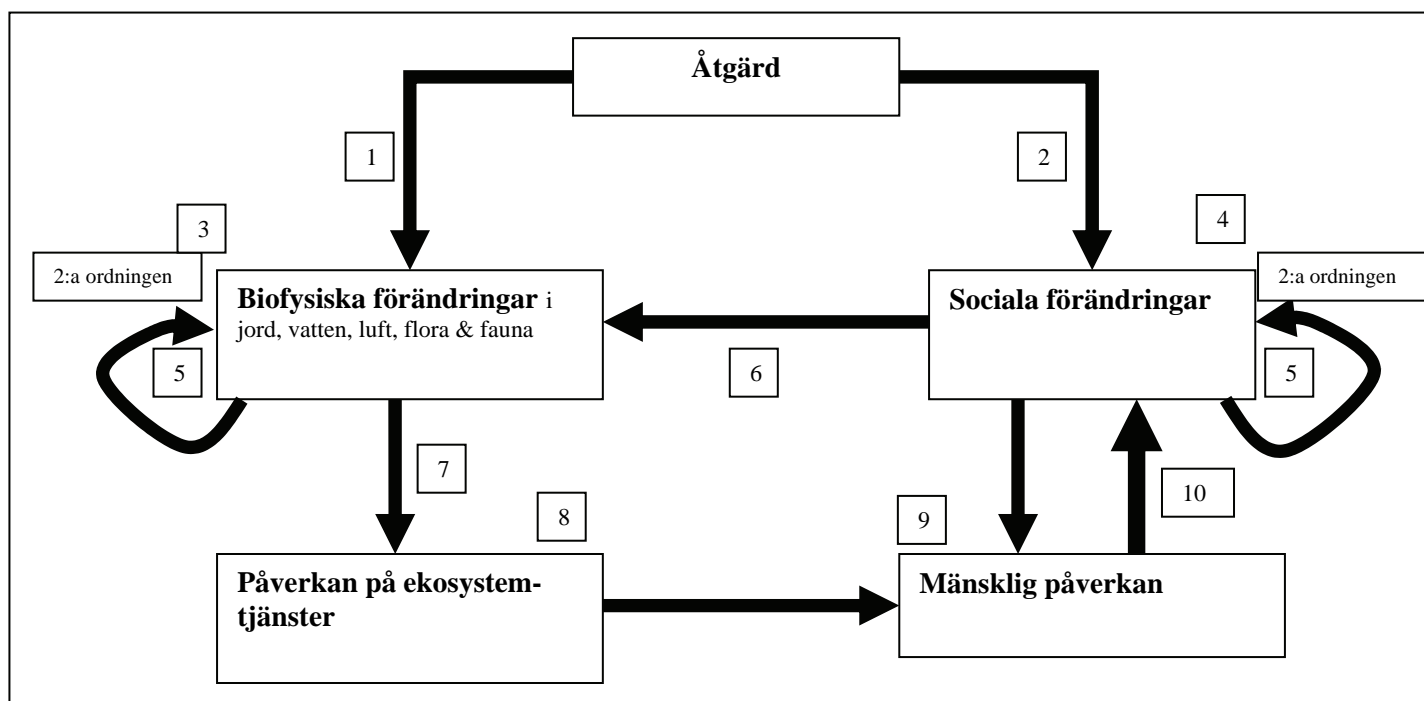 Åtgärd
1
2
3
4
2:a ordningen
2:a ordningen
Biofysiska förändringar i
jord, vatten, luft, flora & fauna
Sociala förändringar
5
6
5
7
8
9
10
Påverkan på ekosystem-
tjänster
Mänsklig påverkan